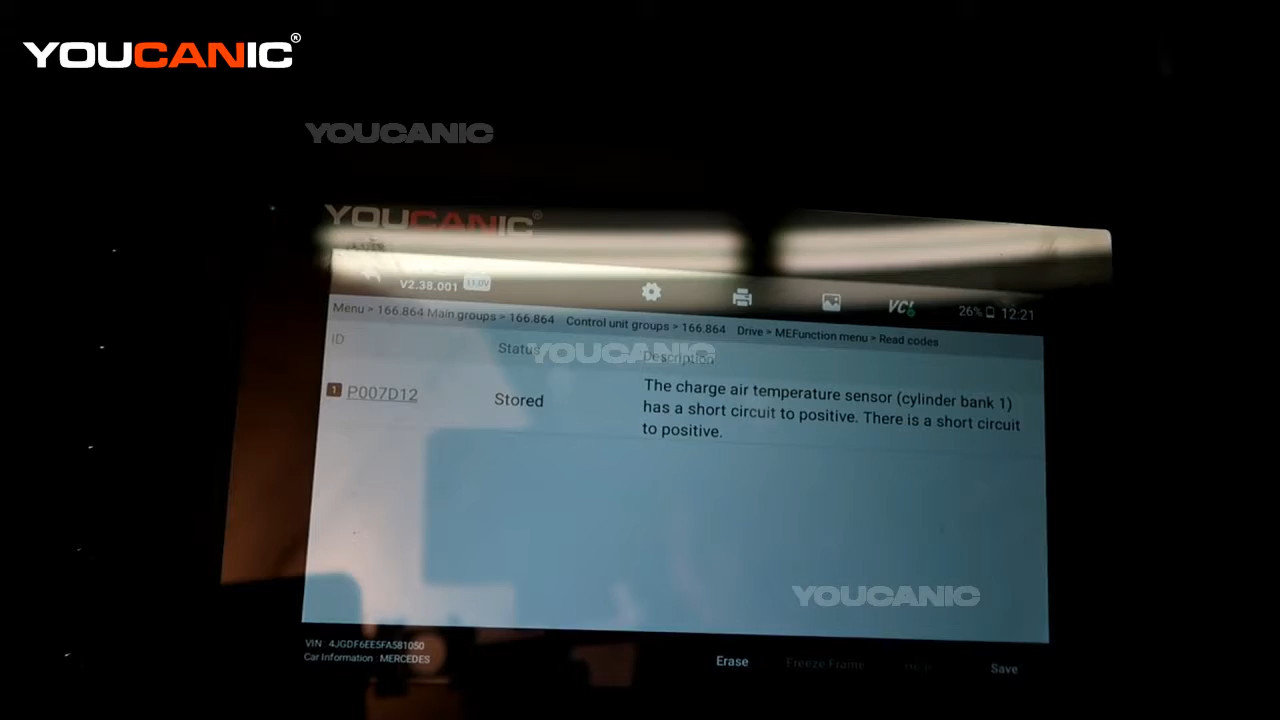 YOUCANIC®
YOUCANIC
YOUCANIC®
V2.38.001
26% 12:21
VCI
Menu > 166.864 Main groups > 166.864 Control unit groups > 166.864 Drive > MEFunction menu > Read codes
ID Status Description
YOUCANIC
1 P007D12 Stored
The charge air temperature sensor (cylinder bank 1)
has a short circuit to positive. There is a short circuit
to positive.
YOUCANIC
VIN : 4JGDF6EE5FA581050
Car Information : MERCEDES
Erase Freeze Frame Help Save